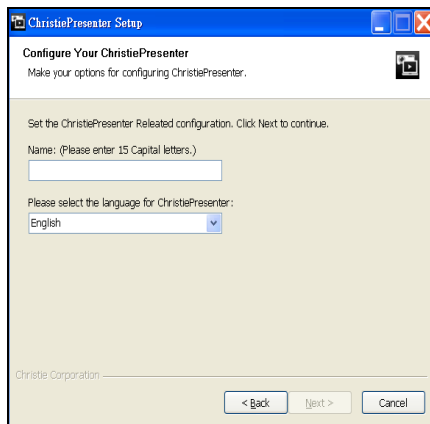 ChristiePresenter Setup
Configure Your ChristiePresenter
Make your options for configuring ChristiePresenter.
Set the ChristiePresenter Releated configuration. Click Next to continue.
Name: (Please enter 15 Capital letters.)
Please select the language for ChristiePresenter:
English
Christie Corporation
< Back Next > Cancel